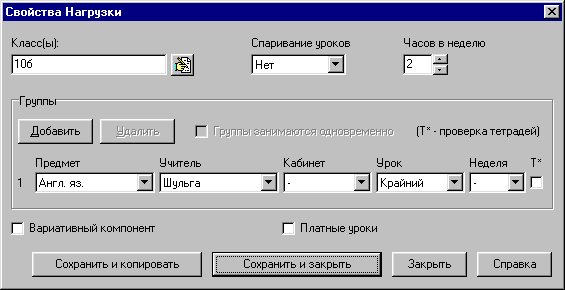 Свойства Нагрузки
Класс(ы): Спаривание уроков Часов в неделю
10б Нет 2
Группы
Добавить Удалить Группы занимаются одновременно (Т* - проверка тетрадей)
Предмет Учитель Кабинет Урок Неделя Т*
1 Англ. яз. Шульга - Крайний -
Вариативный компонент Платные уроки
Сохранить и копировать Сохранить и закрыть Закрыть Справка